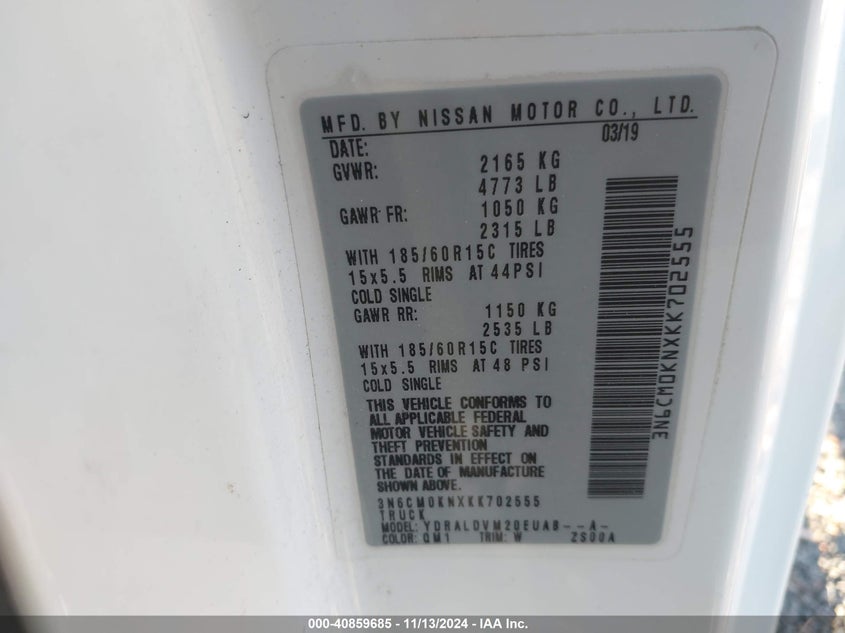 MFD. BY NISSAN MOTOR CO., LTD.
DATE: 03/19
GVWR: 2165 KG
4773 LB
GAWR FR: 1050 KG
2315 LB
WITH 185/60R15C TIRES
15x5.5 RIMS AT 44PSI
COLD SINGLE
GAWR RR: 1150 KG
2535 LB
WITH 185/60R15C TIRES
15x5.5 RIMS AT 48 PSI
COLD SINGLE
THIS VEHICLE CONFORMS TO
ALL APPLICABLE FEDERAL
MOTOR VEHICLE SAFETY AND
THEFT PREVENTION
STANDARDS IN EFFECT ON
THE DATE OF MANUFACTURE
SHOWN ABOVE.
3N6CM0KNXKK702555
TRUCK
MODEL: YDRALDVM20EUAB--A-
COLOR: QM1 TRIM: W ZS00A
3N6CM0KNXKK702555
000-40859685 - 11/13/2024 - IAA Inc.